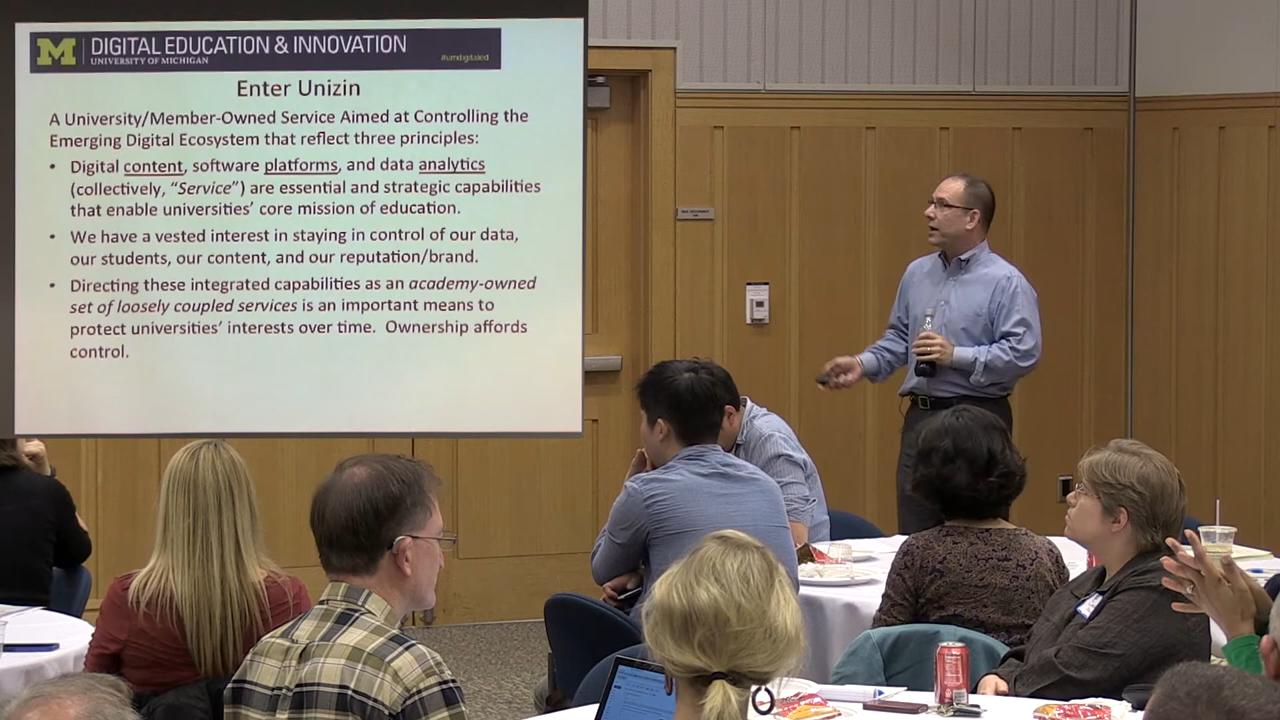 M
DIGITAL EDUCATION & INNOVATION
UNIVERSITY OF MICHIGAN
#umdigitaled
Enter Unizin
A University/Member-Owned Service Aimed at Controlling the
Emerging Digital Ecosystem that reflect three principles:
• Digital content, software platforms, and data analytics
(collectively, “Service”) are essential and strategic capabilities
that enable universities’ core mission of education.
• We have a vested interest in staying in control of our data,
our students, our content, and our reputation/brand.
• Directing these integrated capabilities as an academy-owned
set of loosely coupled services is an important means to
protect universities’ interests over time.  Ownership affords
control.